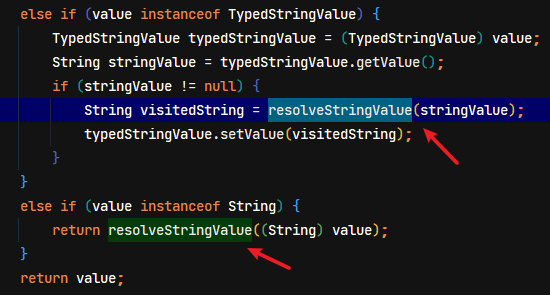 else if (value instanceof TypedStringValue) {
TypedStringValue typedStringValue = (TypedStringValue) value;
String stringValue = typedStringValue.getValue();
if (stringValue != null) {
String visitedString = resolveStringValue(stringValue);
typedStringValue.setValue(visitedString);
}
}
else if (value instanceof String) {
return resolveStringValue((String) value);
}
return value;